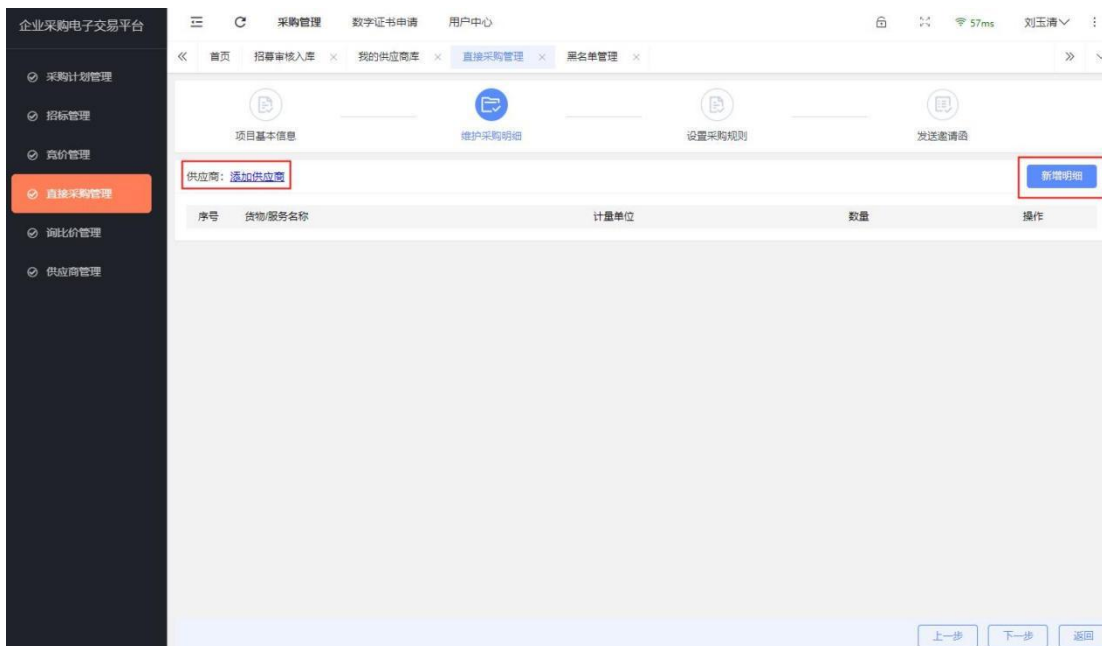 企业采购电子交易平台
采购管理 数字证书申请 用户中心 57ms 刘玉清
首页 招募审核入库 我的供应商库 直接采购管理 黑名单管理
采购计划管理
招标管理
竞价管理
直接采购管理
询比价管理
供应商管理
项目基本信息 维护采购明细 设置采购规则 发送邀请函
供应商：添加供应商 新增明细
序号 货物/服务名称 计量单位 数量 操作
上一步 下一步 返回